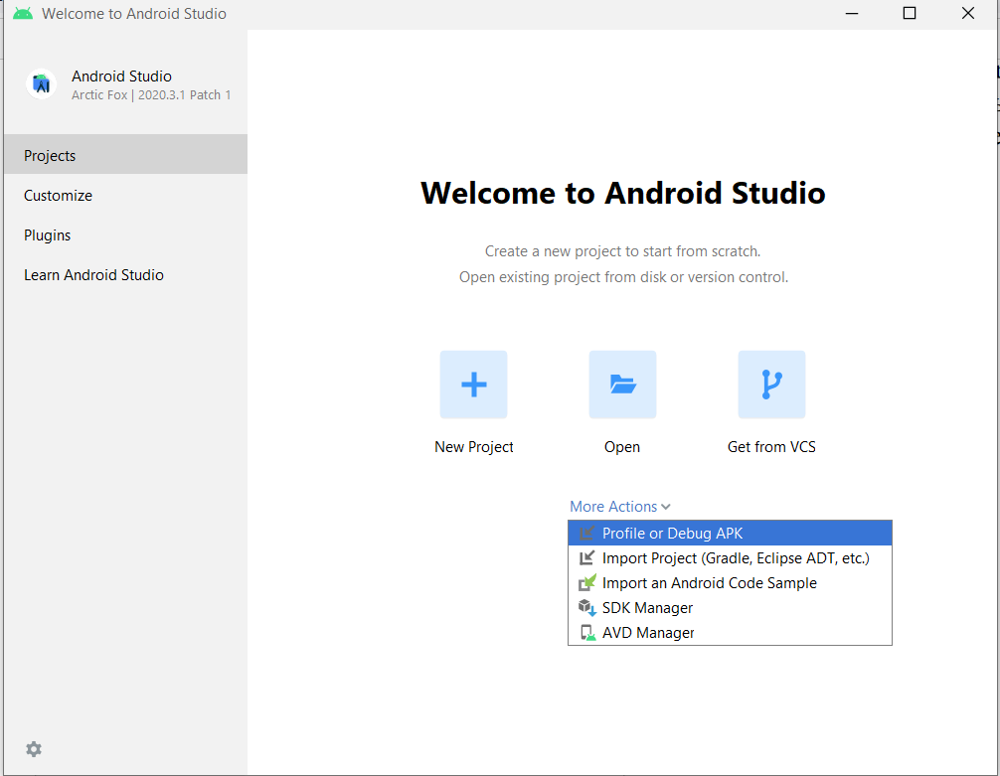 Welcome to Android Studio
Android Studio
Arctic Fox | 2020.3.1 Patch 1
Projects
Customize
Plugins
Learn Android Studio
Welcome to Android Studio
Create a new project to start from scratch.
Open existing project from disk or version control.
New Project
Open
Get from VCS
More Actions
Profile or Debug APK
Import Project (Gradle, Eclipse ADT, etc.)
Import an Android Code Sample
SDK Manager
AVD Manager